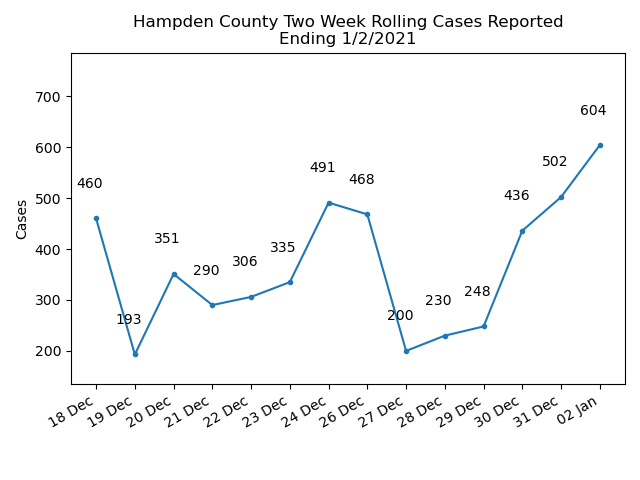 Hampden County Two Week Rolling Cases Reported
Ending 1/2/2021
Cases
700
600
500
400
300
200
460
193
351
290
306
335
491
468
200
230
248
436
502
604
18 Dec
19 Dec
20 Dec
21 Dec
22 Dec
23 Dec
24 Dec
26 Dec
27 Dec
28 Dec
29 Dec
30 Dec
31 Dec
02 Jan